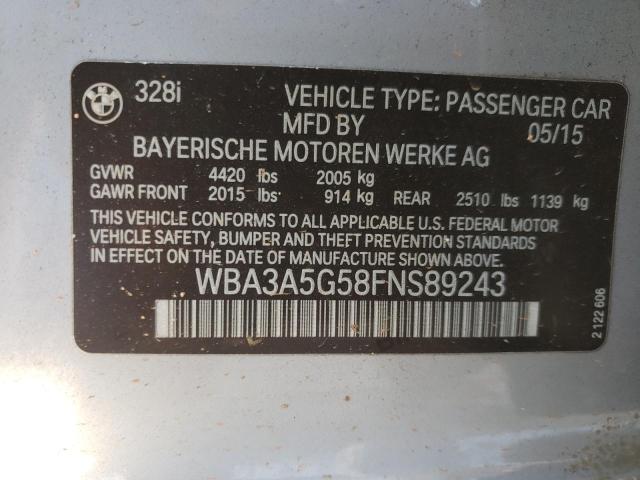 BMW
328i VEHICLE TYPE: PASSENGER CAR
MFD BY 05/15
BAYERISCHE MOTOREN WERKE AG
GVWR 4420 lbs 2005 kg
GAWR FRONT 2015 lbs 914 kg REAR 2510 lbs 1139 kg
THIS VEHICLE CONFORMS TO ALL APPLICABLE U.S. FEDERAL MOTOR
VEHICLE SAFETY, BUMPER AND THEFT PREVENTION STANDARDS
IN EFFECT ON THE DATE OF MANUFACTURE SHOWN ABOVE.
WBA3A5G58FNS89243
2 122 606